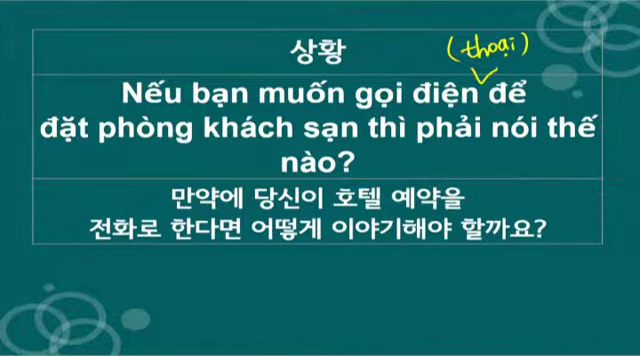 상황
(thoại)
Nếu bạn muốn gọi điện để
đặt phòng khách sạn thì phải nói thế
nào?
만약에 당신이 호텔 예약을
전화로 한다면 어떻게 이야기해야 할까요?